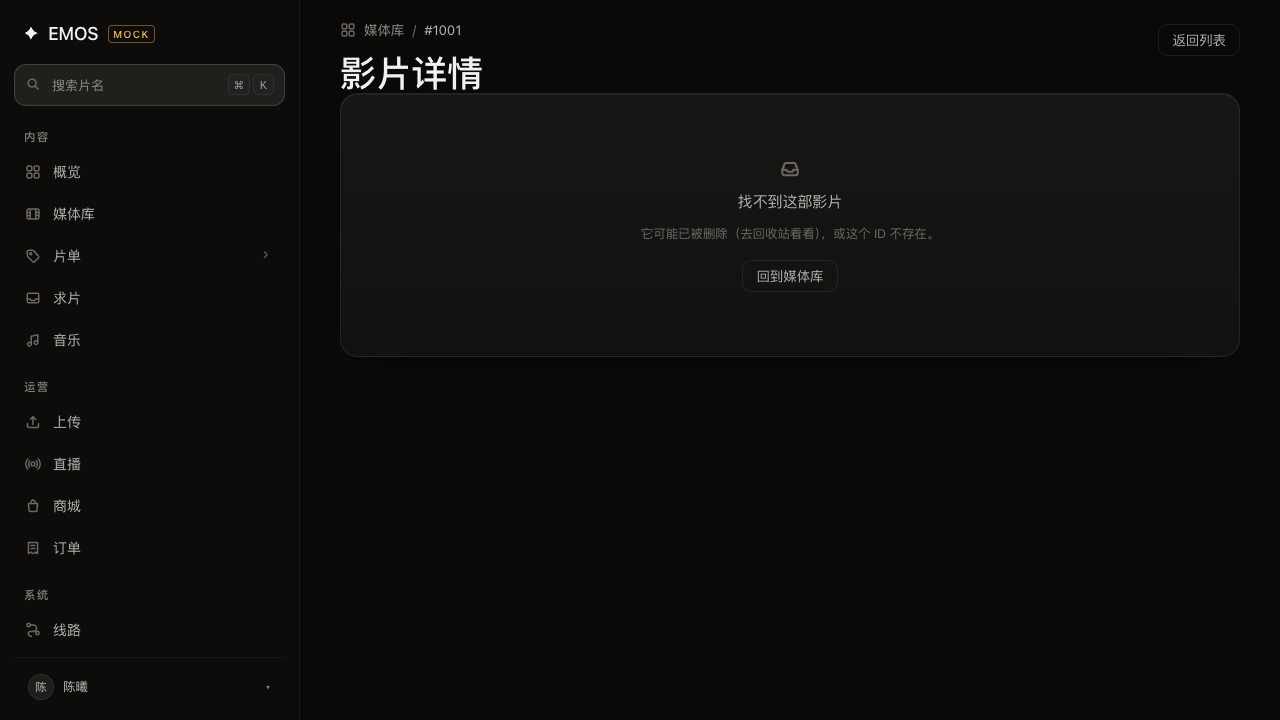 EMOS MOCK
搜索片名 ⌘ K
内容
概览
媒体库
片单
求片
音乐
运营
上传
直播
商城
订单
系统
线路
陈 陈曦
媒体库 / #1001
返回列表
影片详情
找不到这部影片
它可能已被删除（去回收站看看），或这个 ID 不存在。
回到媒体库